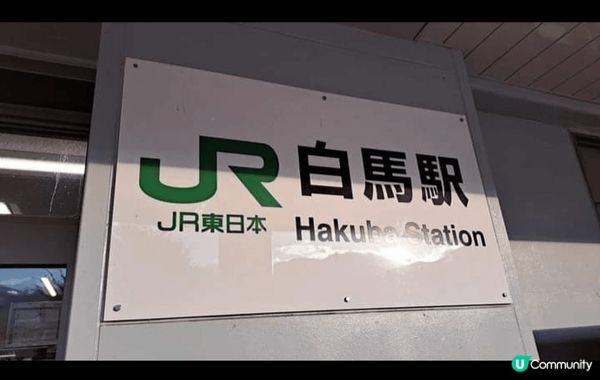 JR 白馬駅
JR東日本 Hakuba Station
U Community